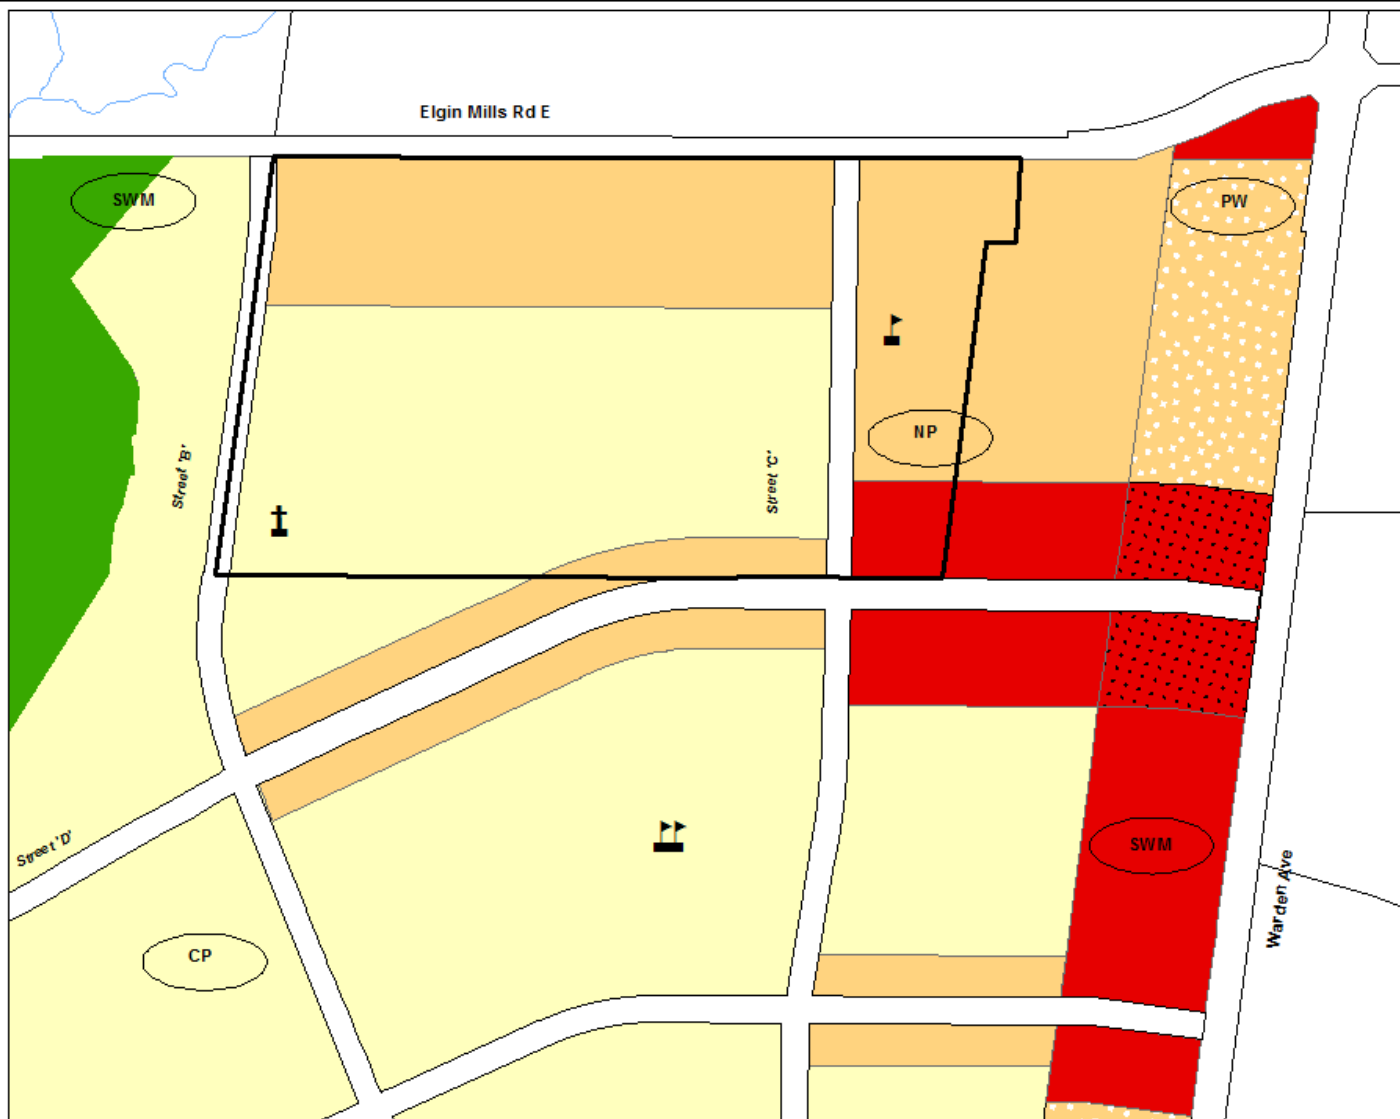 Elgin Mills Rd E
SWM
PW
NP
Street 'B'
Street 'C'
SWM
Street 'D'
Warden Ave
CP